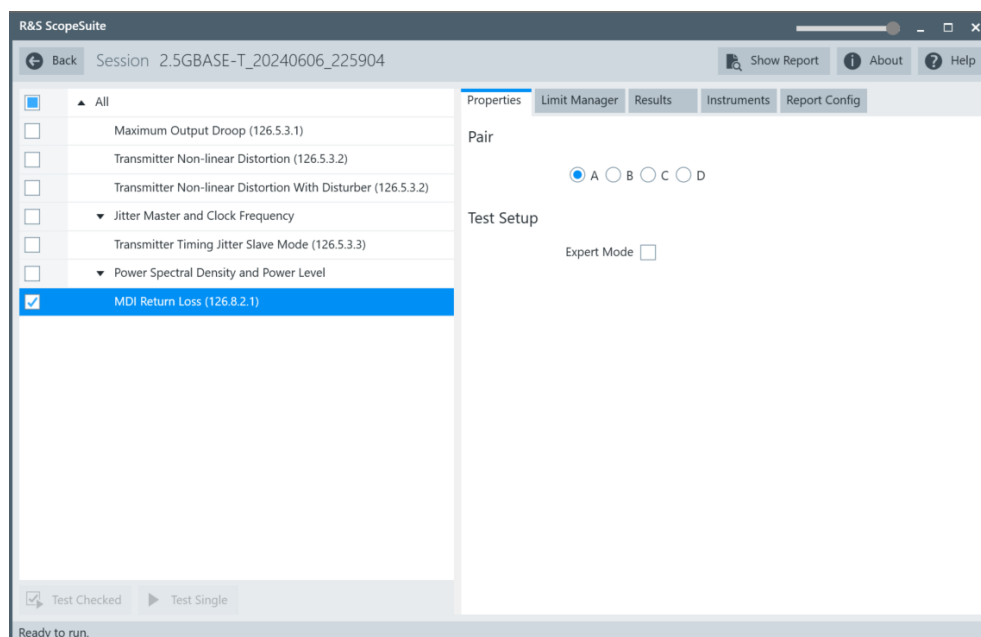 R&S ScopeSuite
Back Session 2.5GBASE-T_20240606_225904 Show Report About Help
All
Maximum Output Droop (126.5.3.1)
Transmitter Non-linear Distortion (126.5.3.2)
Transmitter Non-linear Distortion With Disturber (126.5.3.2)
Jitter Master and Clock Frequency
Transmitter Timing Jitter Slave Mode (126.5.3.3)
Power Spectral Density and Power Level
MDI Return Loss (126.8.2.1)
Properties Limit Manager Results Instruments Report Config
Pair
A B C D
Test Setup
Expert Mode
Test Checked Test Single
Ready to run.